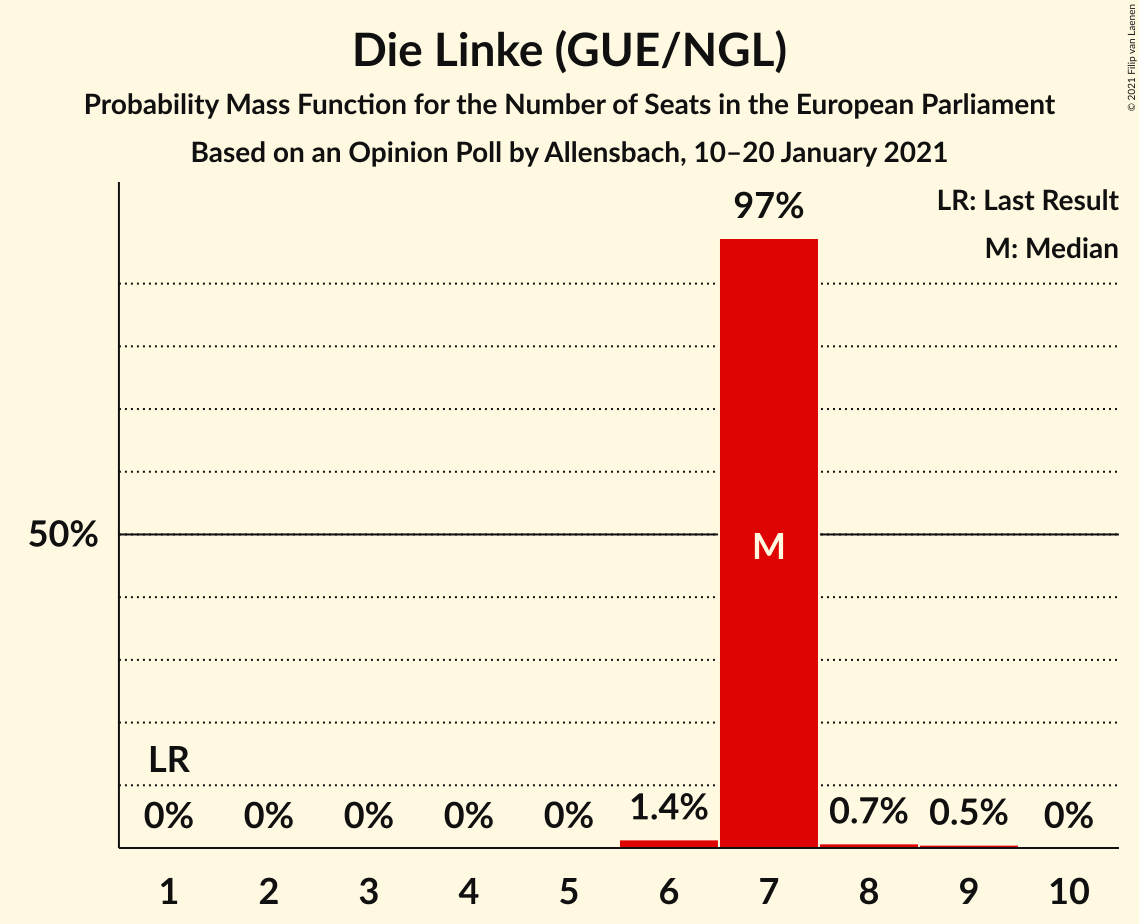 Die Linke (GUE/NGL)
Probability Mass Function for the Number of Seats in the European Parliament
Based on an Opinion Poll by Allensbach, 10–20 January 2021
© 2021 Filip van Laenen
LR: Last Result
M: Median
97%
50%
M
LR
0% 0% 0% 0% 0% 1.4% 0.7% 0.5% 0%
1 2 3 4 5 6 7 8 9 10